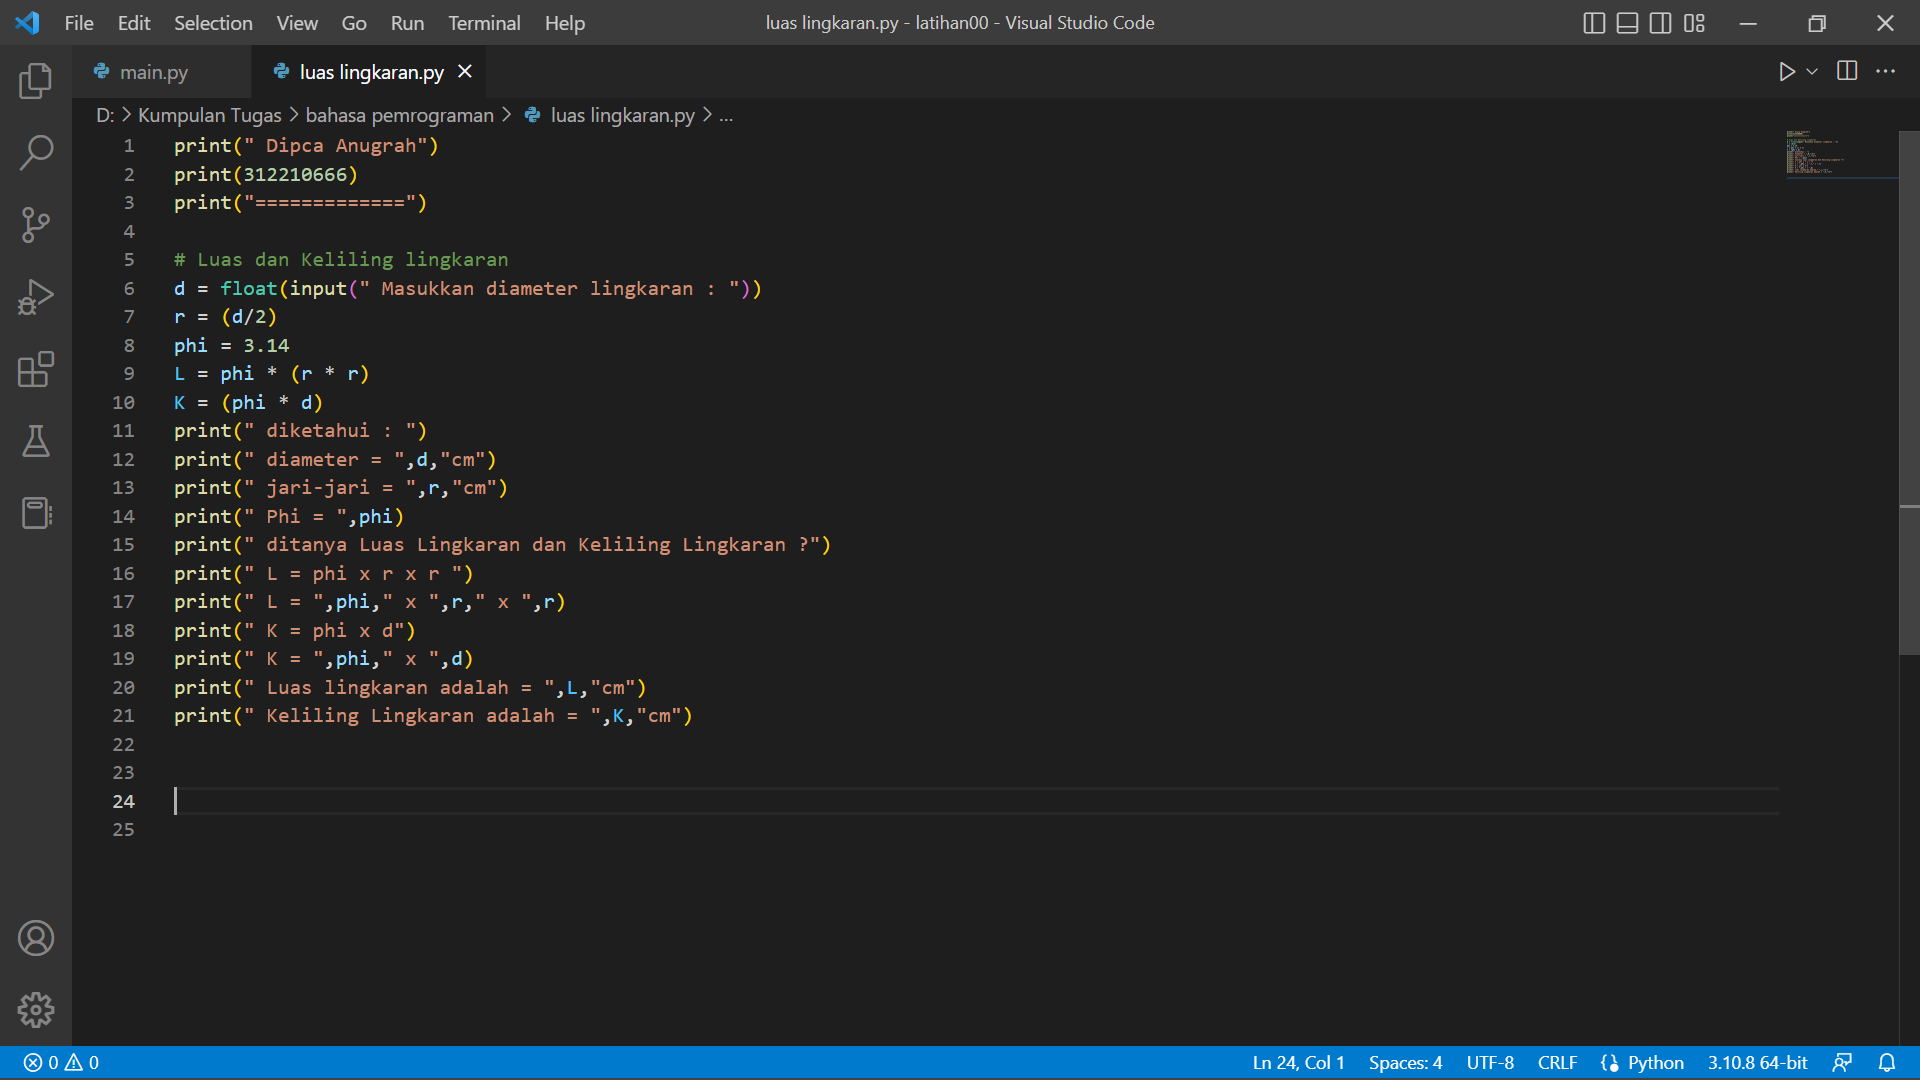 File Edit Selection View Go Run Terminal Help luas lingkaran.py - latihan00 - Visual Studio Code
main.py luas lingkaran.py
D: > Kumpulan Tugas > bahasa pemrograman > luas lingkaran.py > ...
1 print(" Dipca Anugrah")
2 print(312210666)
3 print("=============")
4
5 # Luas dan Keliling lingkaran
6 d = float(input(" Masukkan diameter lingkaran : "))
7 r = (d/2)
8 phi = 3.14
9 L = phi * (r * r)
10 K = (phi * d)
11 print(" diketahui : ")
12 print(" diameter = ",d,"cm")
13 print(" jari-jari = ",r,"cm")
14 print(" Phi = ",phi)
15 print(" ditanya Luas Lingkaran dan Keliling Lingkaran ?")
16 print(" L = phi x r x r ")
17 print(" L = ",phi," x ",r," x ",r)
18 print(" K = phi x d")
19 print(" K = ",phi," x ",d)
20 print(" Luas lingkaran adalah = ",L,"cm")
21 print(" Keliling Lingkaran adalah = ",K,"cm")
22
23
24
25
0 0 Ln 24, Col 1 Spaces: 4 UTF-8 CRLF Python 3.10.8 64-bit